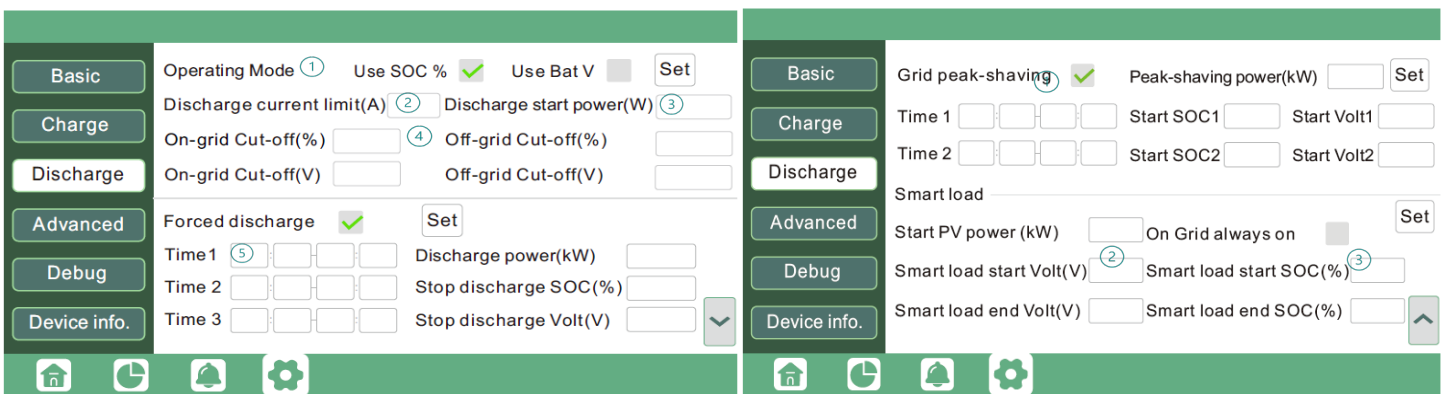 Basic
Charge
Discharge
Advanced
Debug
Device info.
Operating Mode ① Use SOC % Use Bat V Set
Discharge current limit(A) ② Discharge start power(W) ③
On-grid Cut-off(%) ④ Off-grid Cut-off(%)
On-grid Cut-off(V) Off-grid Cut-off(V)
Forced discharge Set
Time1 ⑤ : - : Discharge power(kW)
Time 2 : - : Stop discharge SOC(%)
Time 3 : - : Stop discharge Volt(V)
Basic
Charge
Discharge
Advanced
Debug
Device info.
Grid peak-shaving ① Peak-shaving power(kW) Set
Time 1 : - : Start SOC1 Start Volt1
Time 2 : - : Start SOC2 Start Volt2
Smart load
Set
Start PV power (kW) On Grid always on
Smart load start Volt(V) ② Smart load start SOC(%) ③
Smart load end Volt(V) Smart load end SOC(%)